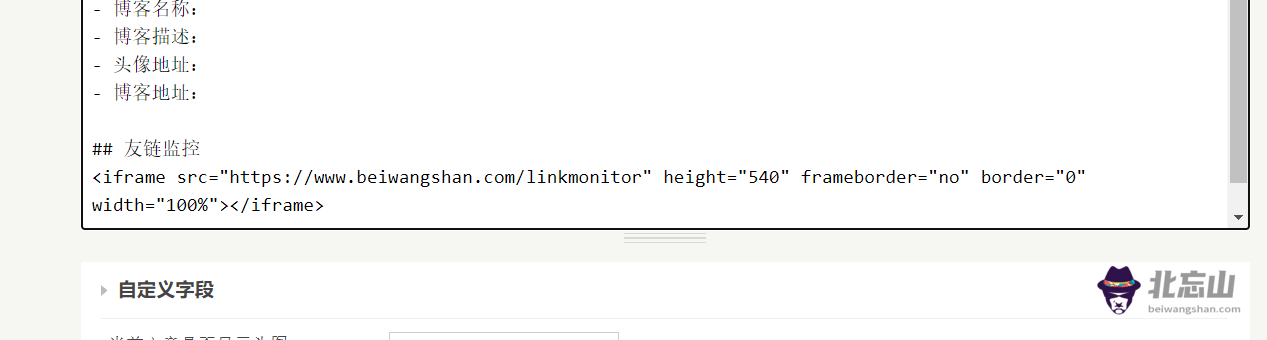 - 博客名称：
- 博客描述：
- 头像地址：
- 博客地址：
## 友链监控
<iframe src="https://www.beiwangshan.com/linkmonitor" height="540" frameborder="no" border="0"
width="100%"></iframe>
自定义字段
北忘山
beiwangshan.com